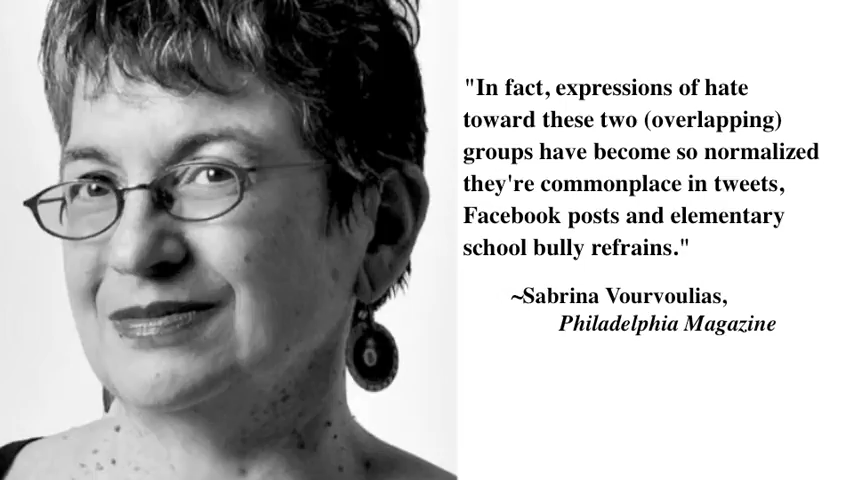 "In fact, expressions of hate
toward these two (overlapping)
groups have become so normalized
they're commonplace in tweets,
Facebook posts and elementary
school bully refrains."
~Sabrina Vourvoulias,
Philadelphia Magazine